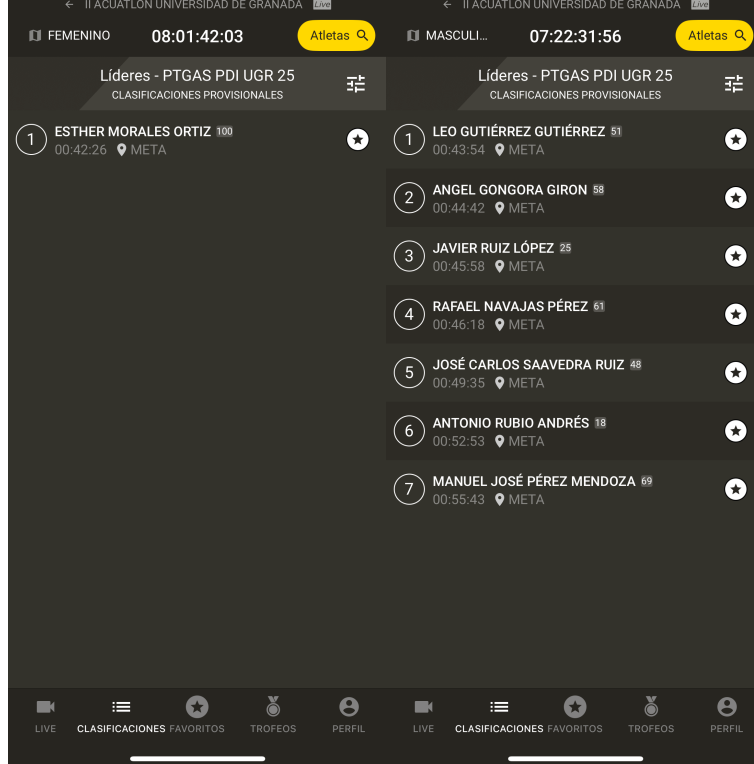 ← II ACUATLÓN UNIVERSIDAD DE GRANADA Live
FEMENINO 08:01:42:03 Atletas
Líderes - PTGAS PDI UGR 25
CLASIFICACIONES PROVISIONALES
1 ESTHER MORALES ORTIZ 100
00:42:26 META
LIVE CLASIFICACIONES FAVORITOS TROFEOS PERFIL
← II ACUATLÓN UNIVERSIDAD DE GRANADA Live
MASCULI... 07:22:31:56 Atletas
Líderes - PTGAS PDI UGR 25
CLASIFICACIONES PROVISIONALES
1 LEO GUTIÉRREZ GUTIÉRREZ 51
00:43:54 META
2 ANGEL GONGORA GIRON 58
00:44:42 META
3 JAVIER RUIZ LÓPEZ 25
00:45:58 META
4 RAFAEL NAVAJAS PÉREZ 61
00:46:18 META
5 JOSÉ CARLOS SAAVEDRA RUIZ 48
00:49:35 META
6 ANTONIO RUBIO ANDRÉS 18
00:52:53 META
7 MANUEL JOSÉ PÉREZ MENDOZA 69
00:55:43 META
LIVE CLASIFICACIONES FAVORITOS TROFEOS PERFIL